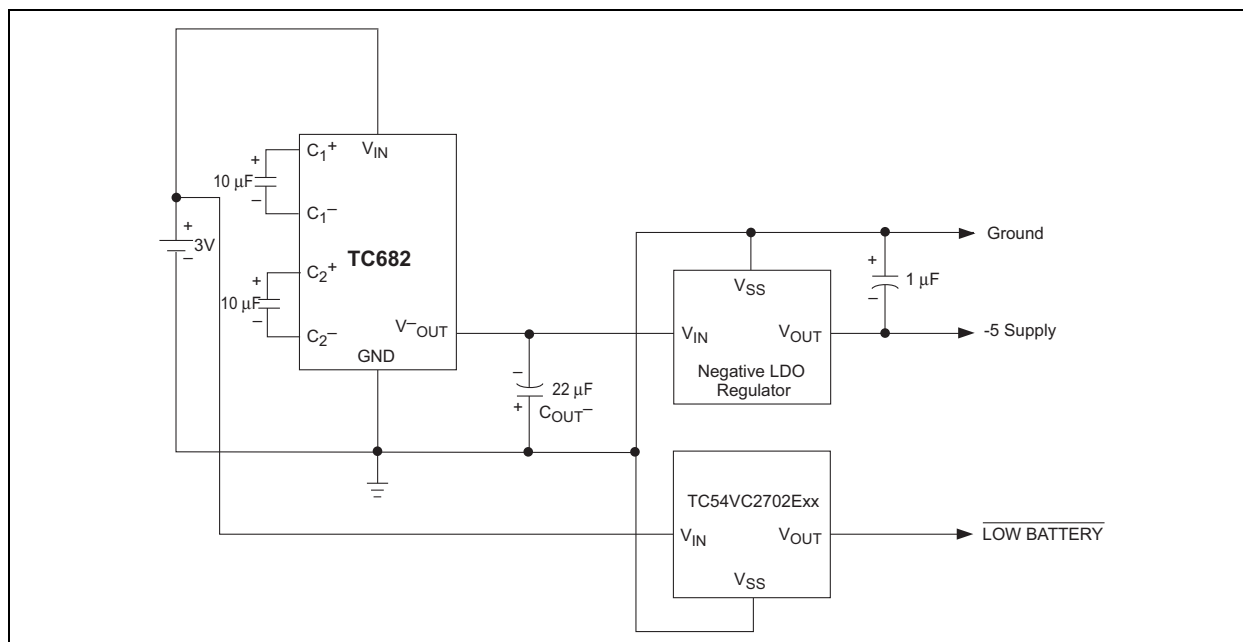 C1+
VIN
+
10 μF
–
C1–
TC682
+
3V
–
C2+
+
10 μF
–
C2–
V–OUT
GND
–
22 μF
+
COUT–
Ground
VSS
+
1 μF
–
VIN
VOUT
-5 Supply
Negative LDO
Regulator
TC54VC2702Exx
VIN
VOUT
LOW BATTERY
VSS